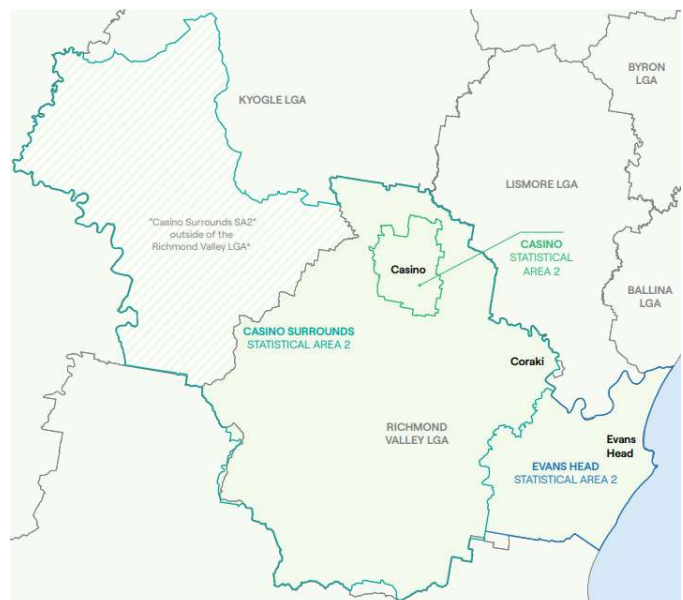 BYRON
LGA
KYOGLE LGA
LISMORE LGA
"Casino Surrounds SA2"
outside of the
Richmond Valley LGA*
CASINO
STATISTICAL
AREA 2
Casino
BALLINA
LGA
CASINO SURROUNDS
STATISTICAL AREA 2
Coraki
RICHMOND
VALLEY LGA
Evans
Head
EVANS HEAD
STATISTICAL AREA 2